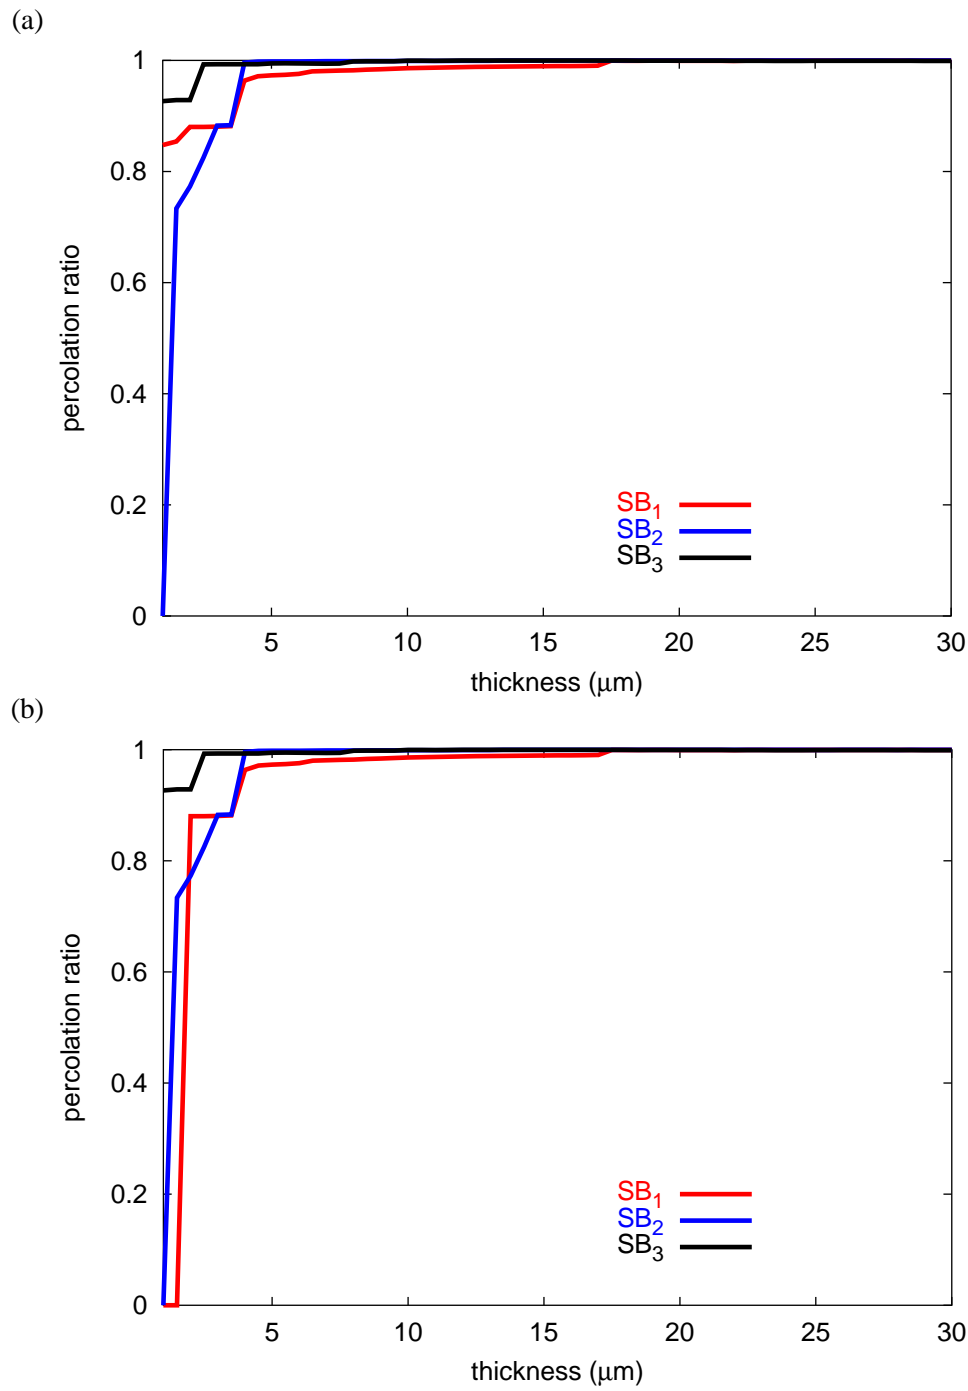 (a)
1
0.8
0.6
0.4
0.2
0
percolation ratio
SB1
SB2
SB3
5 10 15 20 25 30
thickness (μm)
(b)
1
0.8
0.6
0.4
0.2
0
percolation ratio
SB1
SB2
SB3
5 10 15 20 25 30
thickness (μm)